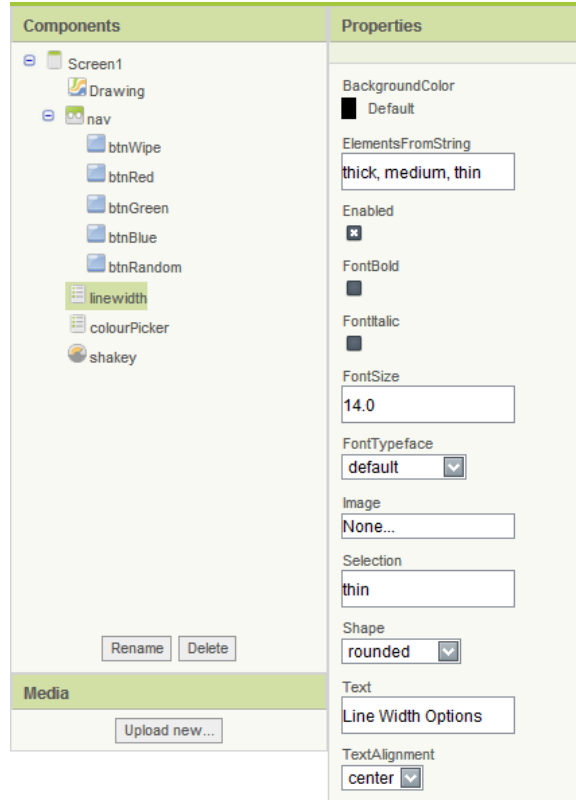 Components
Screen1
Drawing
nav
btnWipe
btnRed
btnGreen
btnBlue
btnRandom
linewidth
colourPicker
shakey
Rename Delete
Media
Upload new...
Properties
BackgroundColor
Default
ElementsFromString
thick, medium, thin
Enabled
FontBold
FontItalic
FontSize
14.0
FontTypeface
default
Image
None...
Selection
thin
Shape
rounded
Text
Line Width Options
TextAlignment
center